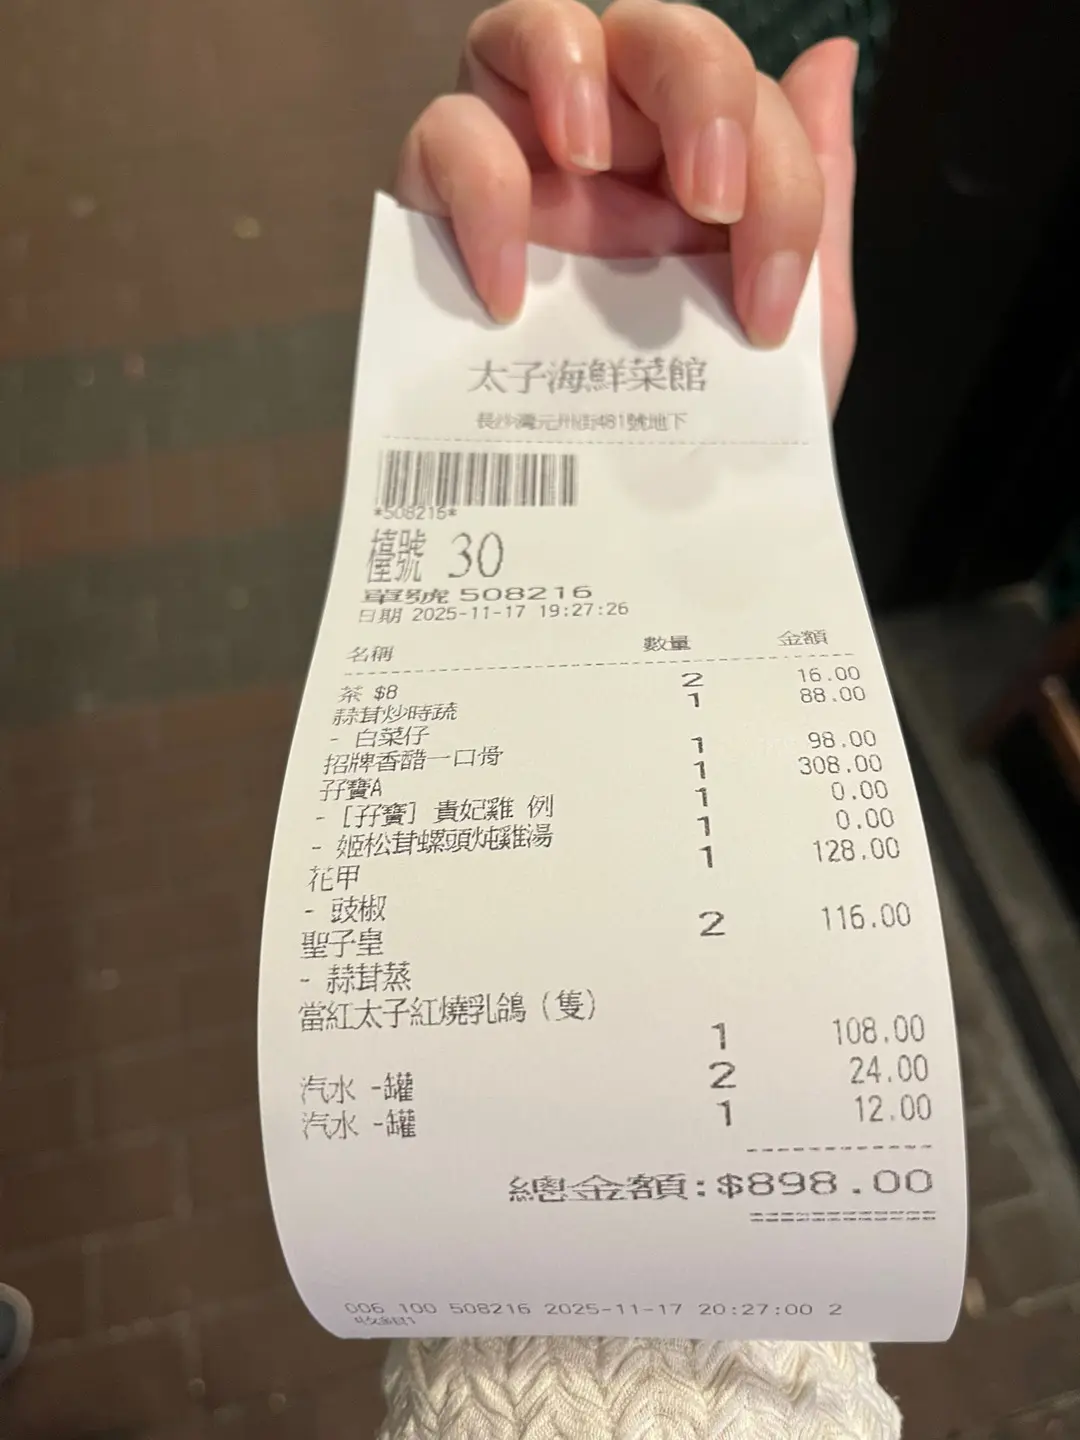 太子海鮮菜館
長沙灣元州街481號地下
*508216*
檯號 30
單號 508216
日期 2025-11-17 19:27:26
名稱 數量 金額
茶 $8 2 16.00
蒜茸炒時蔬 1 88.00
- 白菜仔
招牌香醋一口骨 1 98.00
孖寶A 1 308.00
- [孖寶] 貴妃雞 例 1 0.00
- 姬松茸螺頭炖雞湯 1 0.00
花甲 1 128.00
- 豉椒
聖子皇 2 116.00
- 蒜茸蒸
當紅太子紅燒乳鴿（隻）
1 108.00
汽水 -罐 2 24.00
汽水 -罐 1 12.00
總金額:$898.00
006 100 508216 2025-11-17 20:27:00 2
收銀1